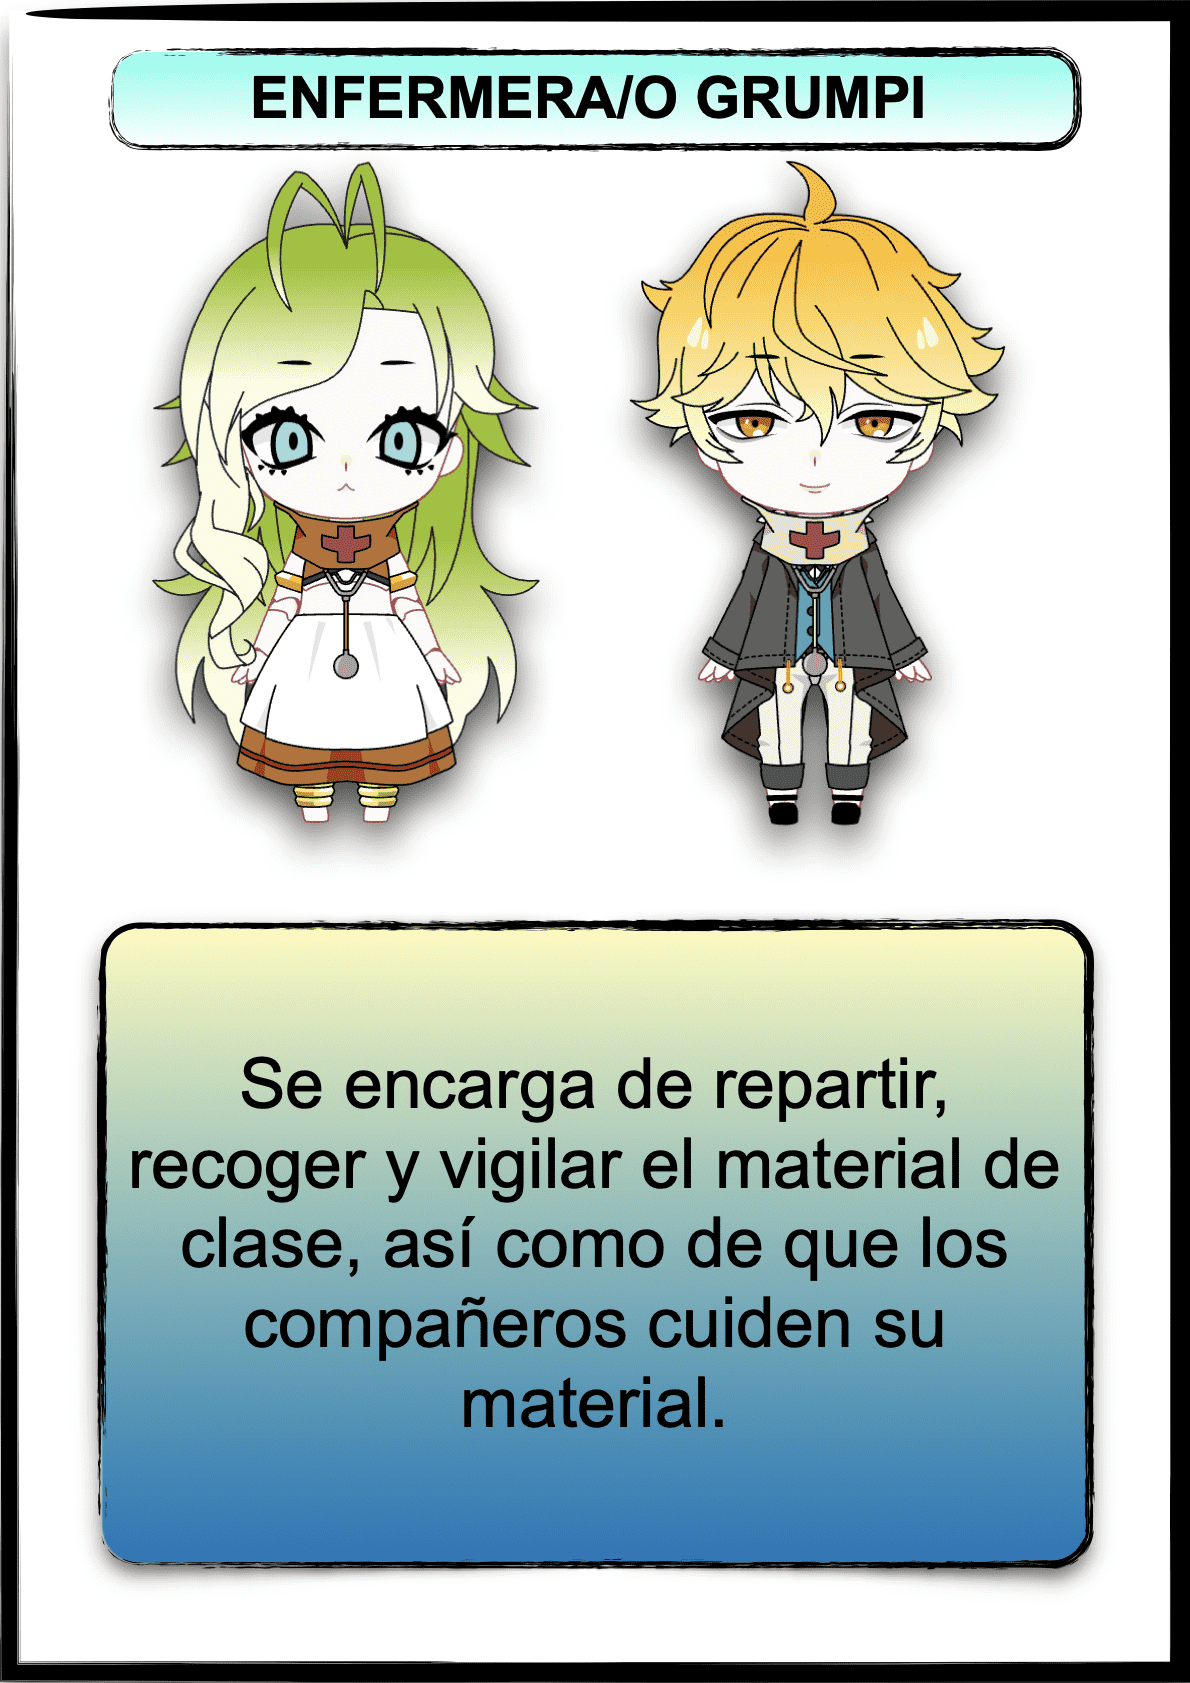 ENFERMERA/O GRUMPI
Se encarga de repartir,
recoger y vigilar el material de
clase, así como de que los
compañeros cuiden su
material.